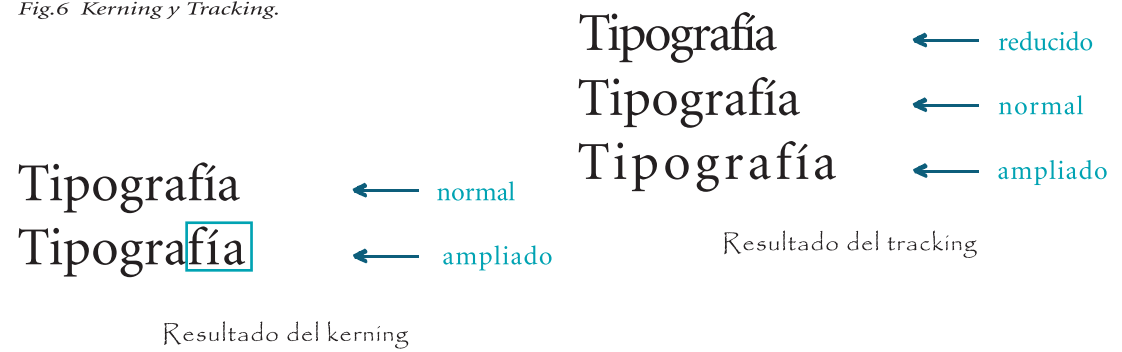 Fig.6 Kerning y Tracking.
Tipografía normal
Tipografía ampliado
Resultado del kerning
Tipografía reducido
Tipografía normal
Tipografía ampliado
Resultado del tracking